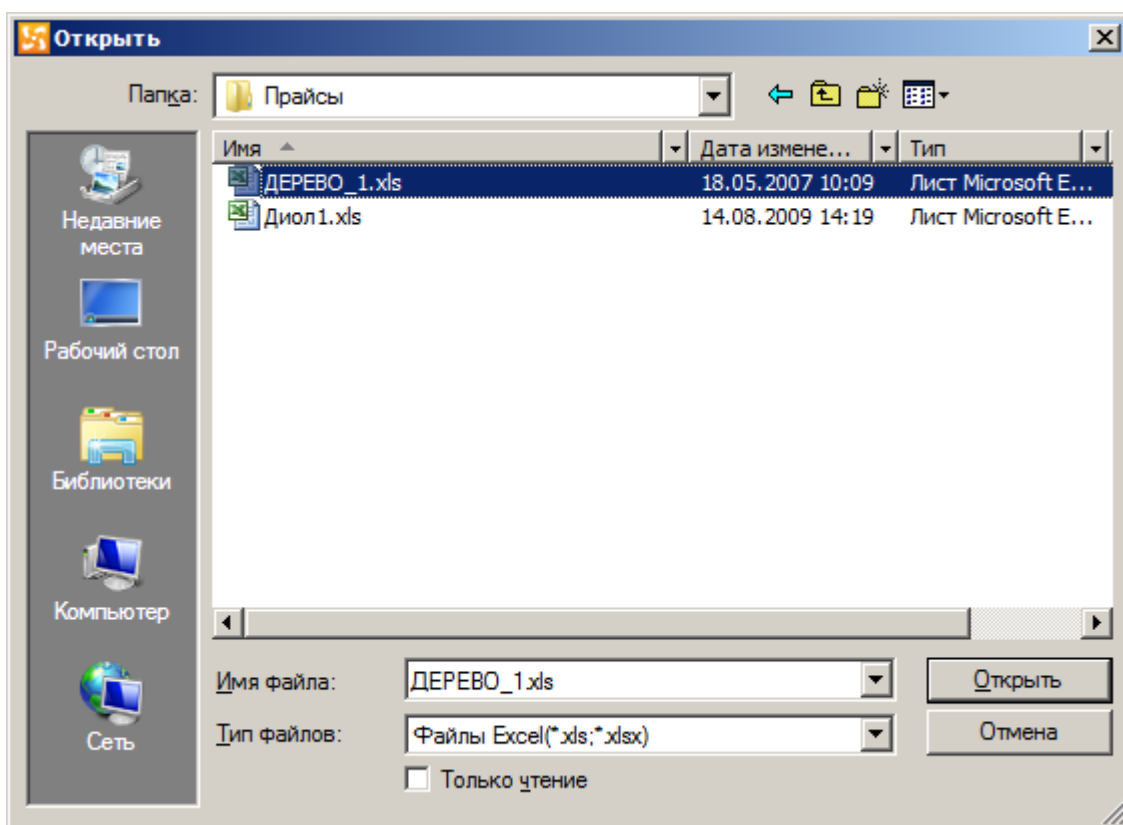 Открыть
Папка: Прайсы
Имя Дата измене... Тип
ДЕРЕВО_1.xls 18.05.2007 10:09 Лист Microsoft E...
Диол1.xls 14.08.2009 14:19 Лист Microsoft E...
Недавние
места
Рабочий стол
Библиотеки
Компьютер
Сеть
Имя файла: ДЕРЕВО_1.xls Открыть
Тип файлов: Файлы Excel(*.xls;*.xlsx) Отмена
Только чтение